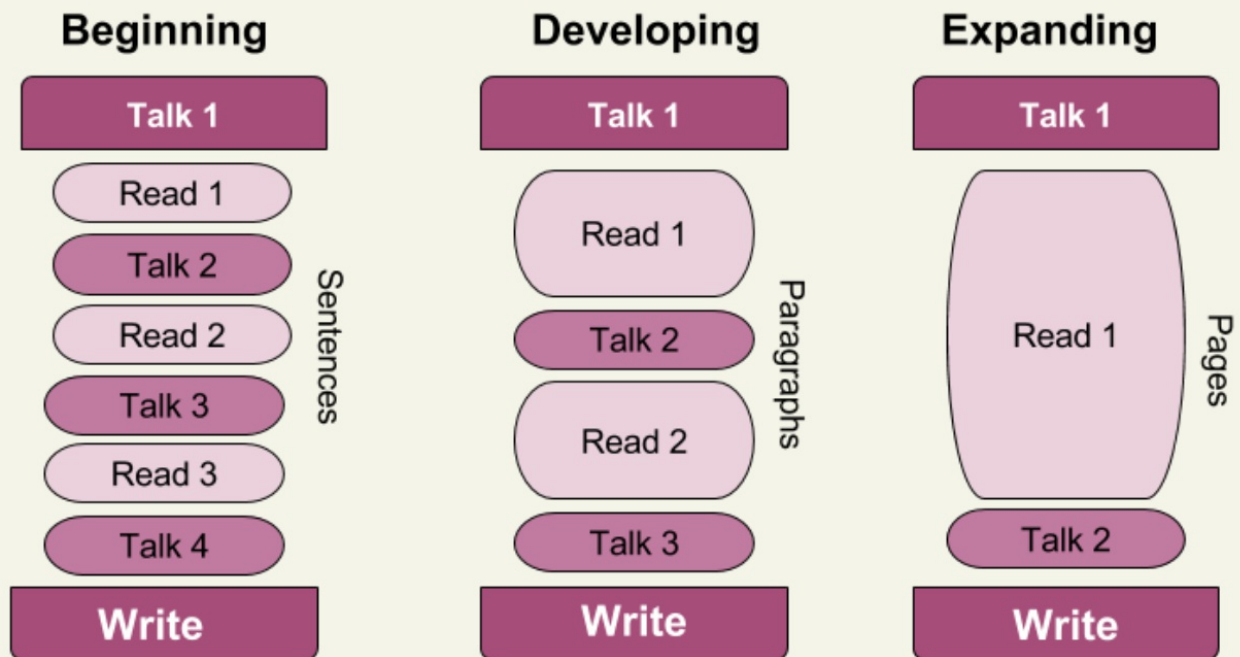 Beginning
Talk 1
Read 1
Talk 2
Read 2
Talk 3
Read 3
Talk 4
Write
Sentences
Developing
Talk 1
Read 1
Talk 2
Read 2
Talk 3
Write
Paragraphs
Expanding
Talk 1
Read 1
Talk 2
Write
Pages